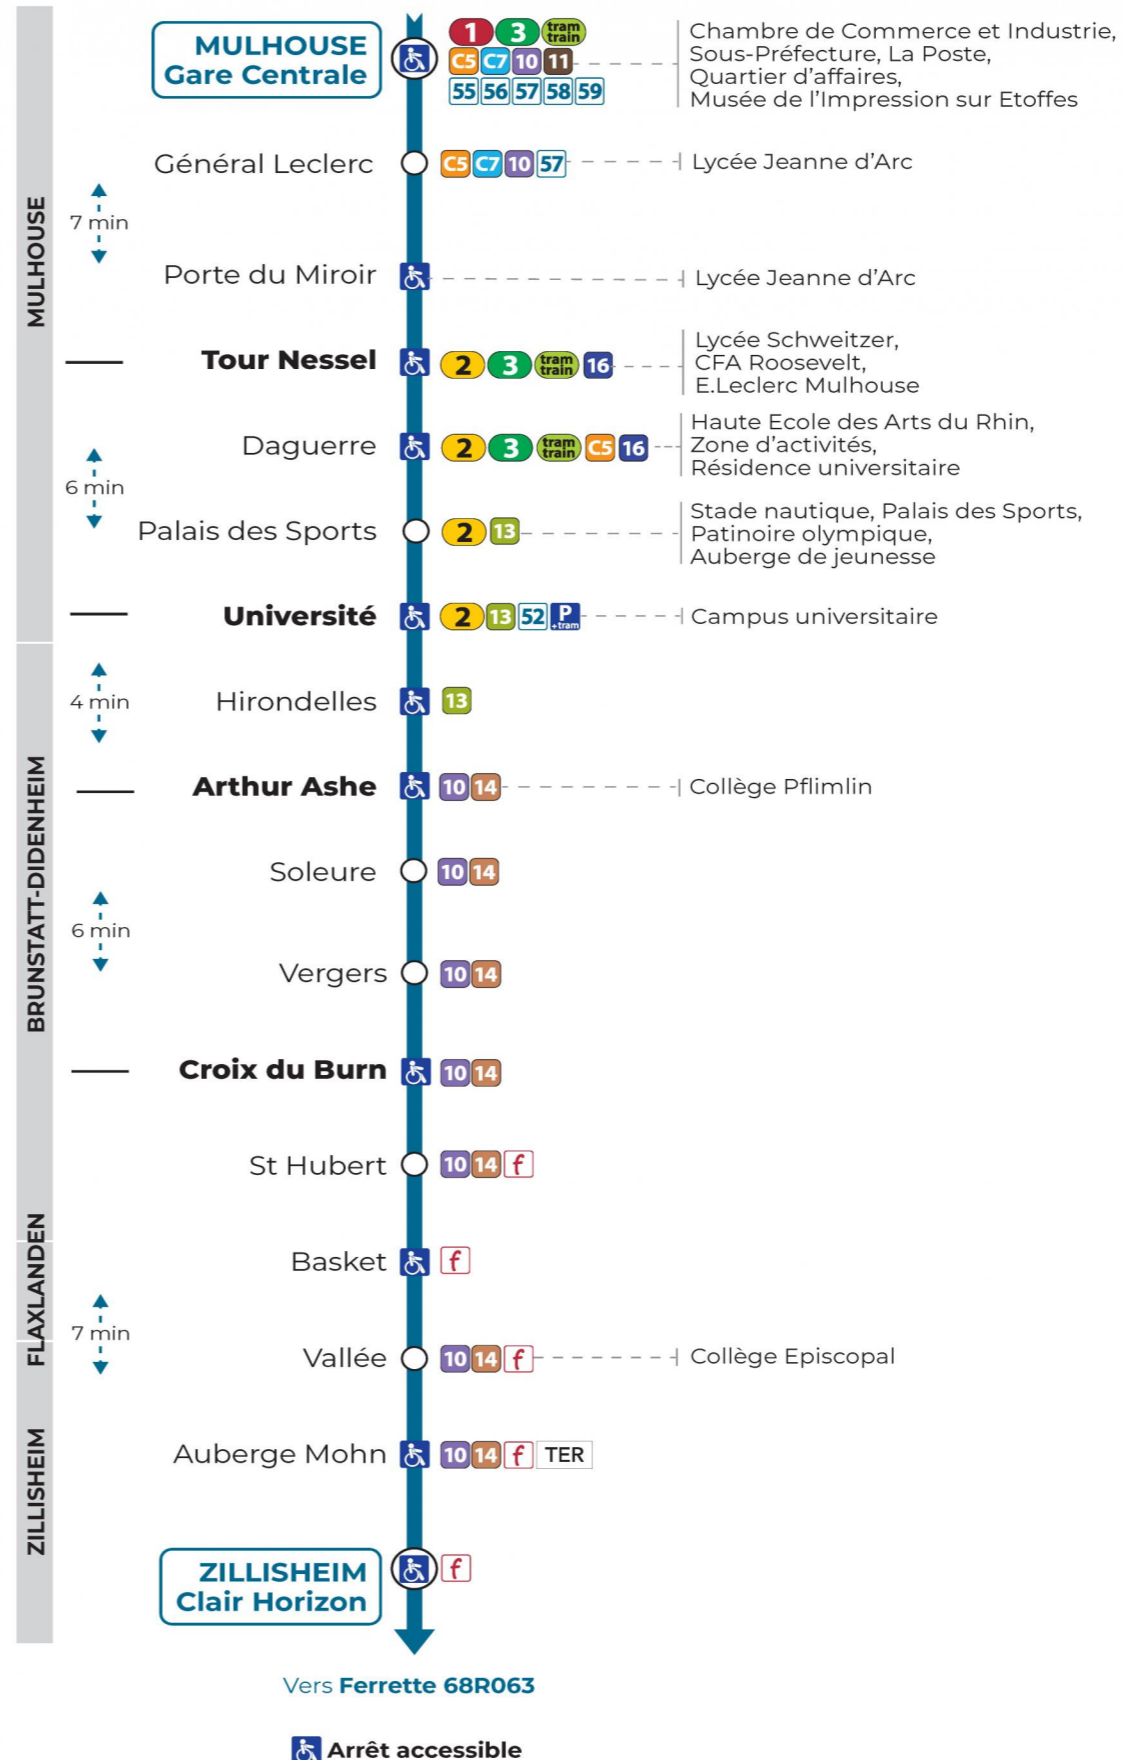 MULHOUSE
Gare Centrale
1 3 tram train
C5 C7 10 11
55 56 57 58 59
Chambre de Commerce et Industrie,
Sous-Préfecture, La Poste,
Quartier d’affaires,
Musée de l’Impression sur Etoffes
Général Leclerc
C5 C7 10 57
Lycée Jeanne d’Arc
MULHOUSE
7 min
Porte du Miroir
Lycée Jeanne d’Arc
Tour Nessel
2 3 tram train 16
Lycée Schweitzer,
CFA Roosevelt,
E.Leclerc Mulhouse
Daguerre
2 3 tram train C5 16
Haute Ecole des Arts du Rhin,
Zone d’activités,
Résidence universitaire
6 min
Palais des Sports
2 13
Stade nautique, Palais des Sports,
Patinoire olympique,
Auberge de jeunesse
Université
2 13 52 P +tram
Campus universitaire
BRUNSTATT-DIDENHEIM
4 min
Hirondelles
13
Arthur Ashe
10 14
Collège Pflimlin
Soleure
10 14
6 min
Vergers
10 14
Croix du Burn
10 14
St Hubert
10 14 f
FLAXLANDEN
Basket
f
7 min
Vallée
10 14 f
Collège Episcopal
ZILLISHEIM
Auberge Mohn
10 14 f TER
ZILLISHEIM
Clair Horizon
f
Vers Ferrette 68R063
Arrêt accessible